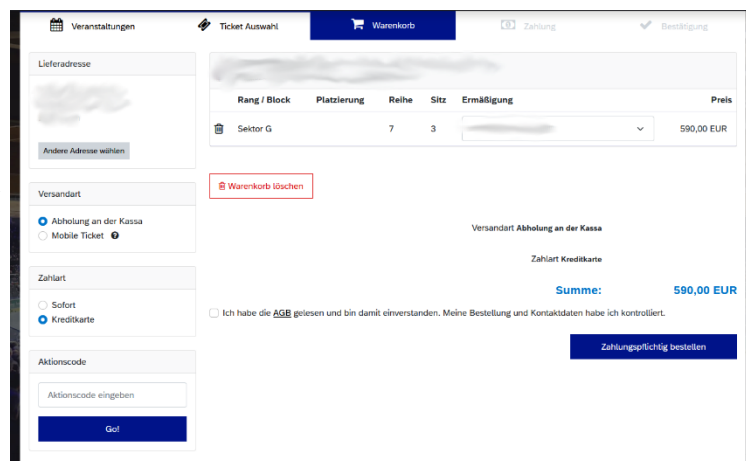 Veranstaltungen
Ticket Auswahl
Warenkorb
Zahlung
Bestätigung
Lieferadresse
Andere Adresse wählen
Versandart
Abholung an der Kassa
Mobile Ticket ?
Zahlart
Sofort
Kreditkarte
Aktionscode
Aktionscode eingeben
Go!
Rang / Block Platzierung Reihe Sitz Ermäßigung Preis
Sektor G 7 3 590,00 EUR
Warenkorb löschen
Versandart Abholung an der Kassa
Zahlart Kreditkarte
Summe: 590,00 EUR
Ich habe die AGB gelesen und bin damit einverstanden. Meine Bestellung und Kontaktdaten habe ich kontrolliert.
Zahlungspflichtig bestellen